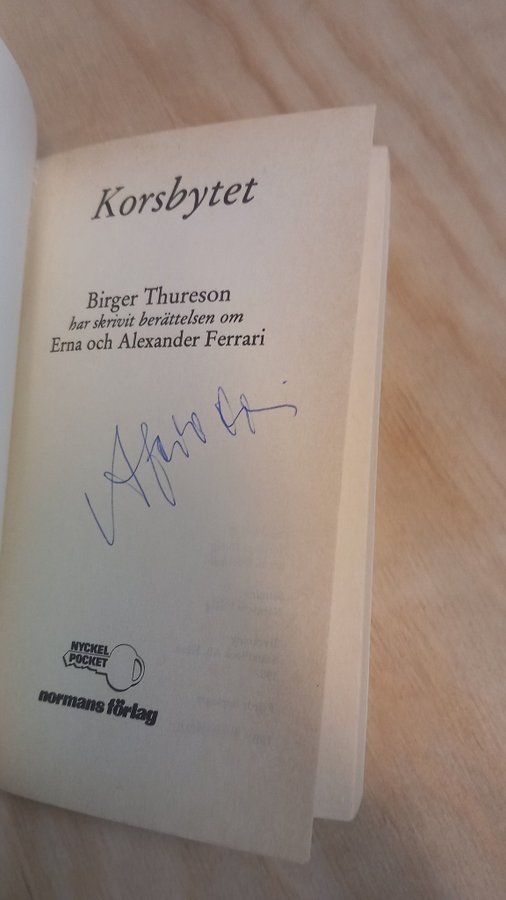 Korsbytet
Birger Thureson
har skrivit berättelsen om
Erna och Alexander Ferrari
NYCKEL
POCKET
normans förlag